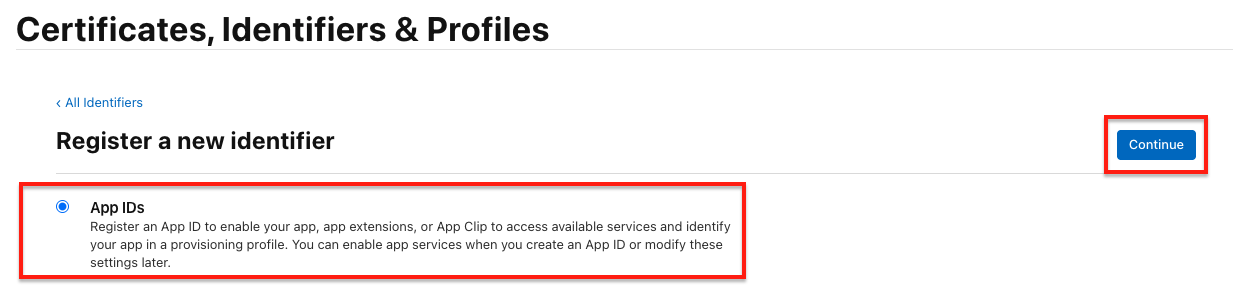 Certificates, Identifiers & Profiles
‹ All Identifiers
Register a new identifier
Continue
App IDs
Register an App ID to enable your app, app extensions, or App Clip to access available services and identify
your app in a provisioning profile. You can enable app services when you create an App ID or modify these
settings later.